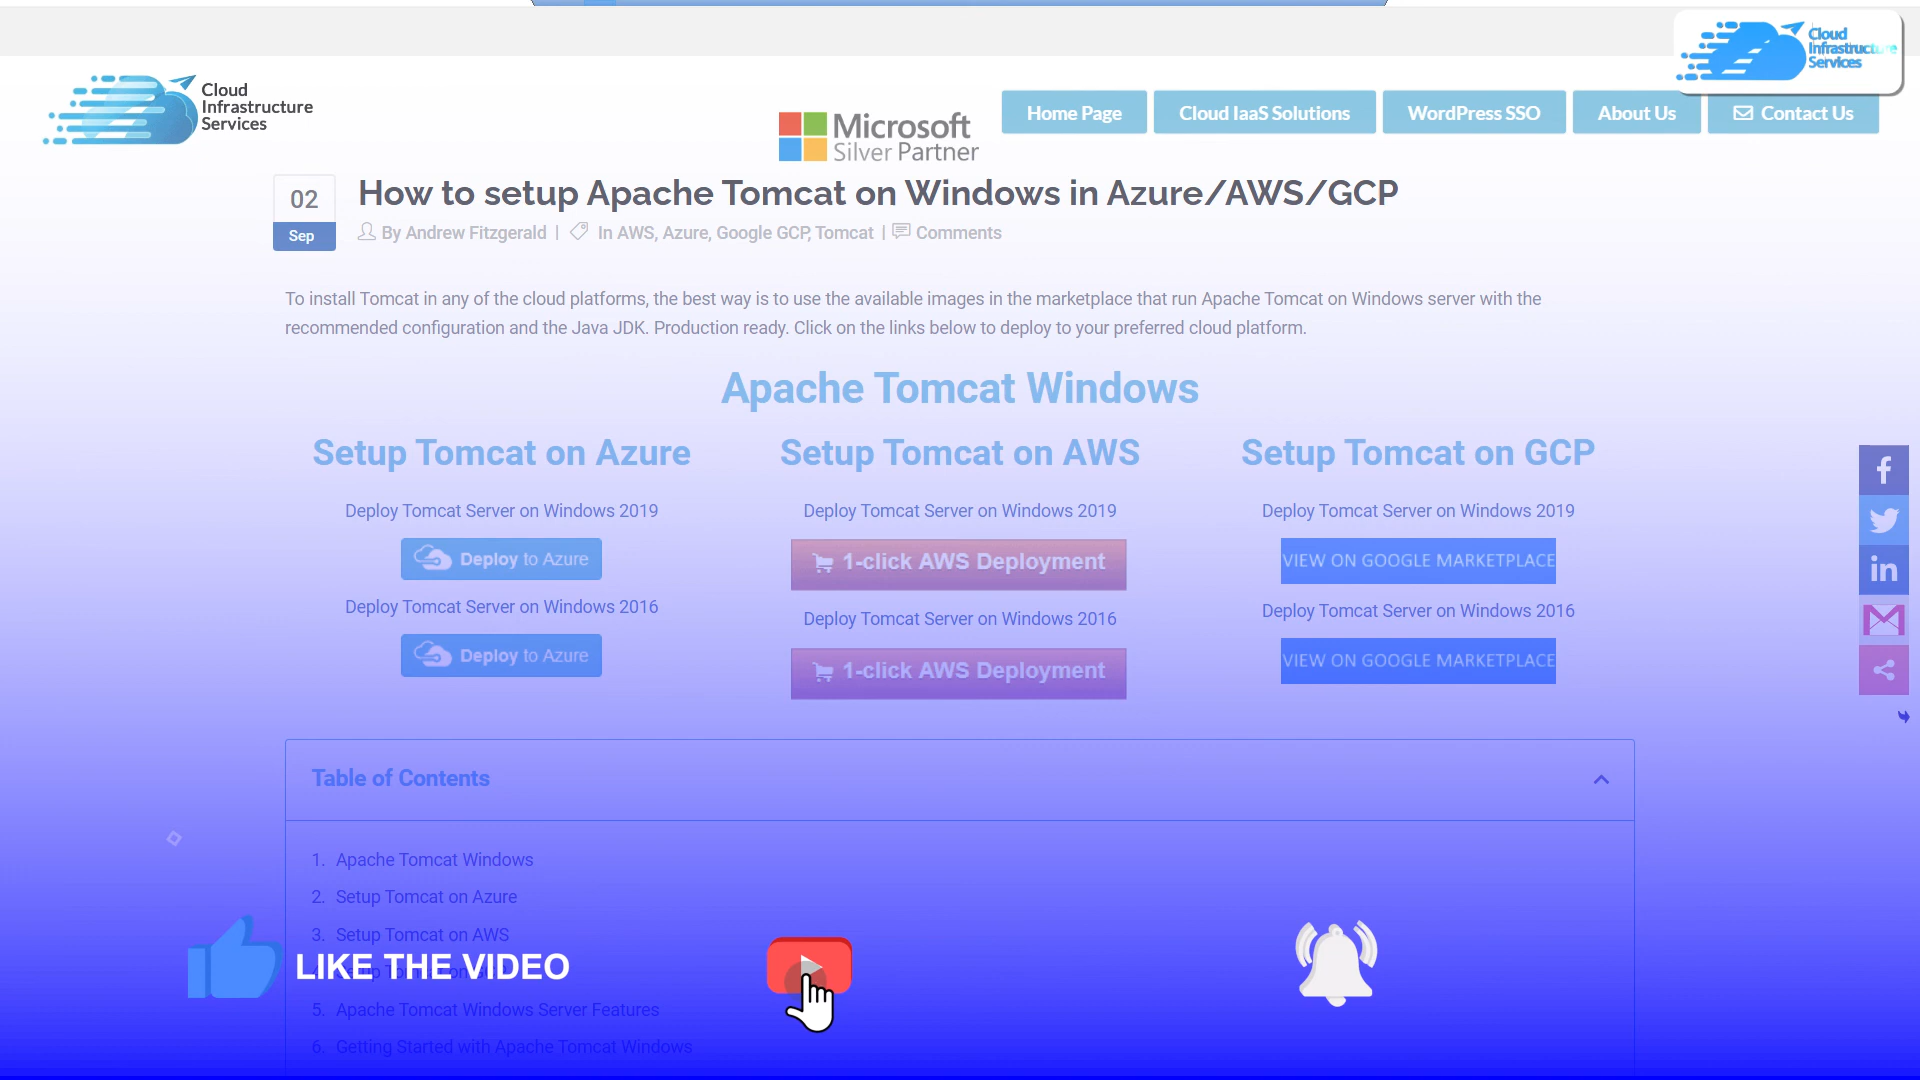 Cloud
Infrastructure
Services
Cloud
Infrastructure
Services
Microsoft
Silver Partner
Home Page
Cloud IaaS Solutions
WordPress SSO
About Us
Contact Us
02
Sep
How to setup Apache Tomcat on Windows in Azure/AWS/GCP
By Andrew Fitzgerald | In AWS, Azure, Google GCP, Tomcat | Comments
To install Tomcat in any of the cloud platforms, the best way is to use the available images in the marketplace that run Apache Tomcat on Windows server with the
recommended configuration and the Java JDK. Production ready. Click on the links below to deploy to your preferred cloud platform.
Apache Tomcat Windows
Setup Tomcat on Azure
Deploy Tomcat Server on Windows 2019
Deploy to Azure
Deploy Tomcat Server on Windows 2016
Deploy to Azure
Setup Tomcat on AWS
Deploy Tomcat Server on Windows 2019
1-click AWS Deployment
Deploy Tomcat Server on Windows 2016
1-click AWS Deployment
Setup Tomcat on GCP
Deploy Tomcat Server on Windows 2019
VIEW ON GOOGLE MARKETPLACE
Deploy Tomcat Server on Windows 2016
VIEW ON GOOGLE MARKETPLACE
Table of Contents
1. Apache Tomcat Windows
2. Setup Tomcat on Azure
3. Setup Tomcat on AWS
LIKE THE VIDEO
5. Apache Tomcat Windows Server Features
6. Getting Started with Apache Tomcat Windows